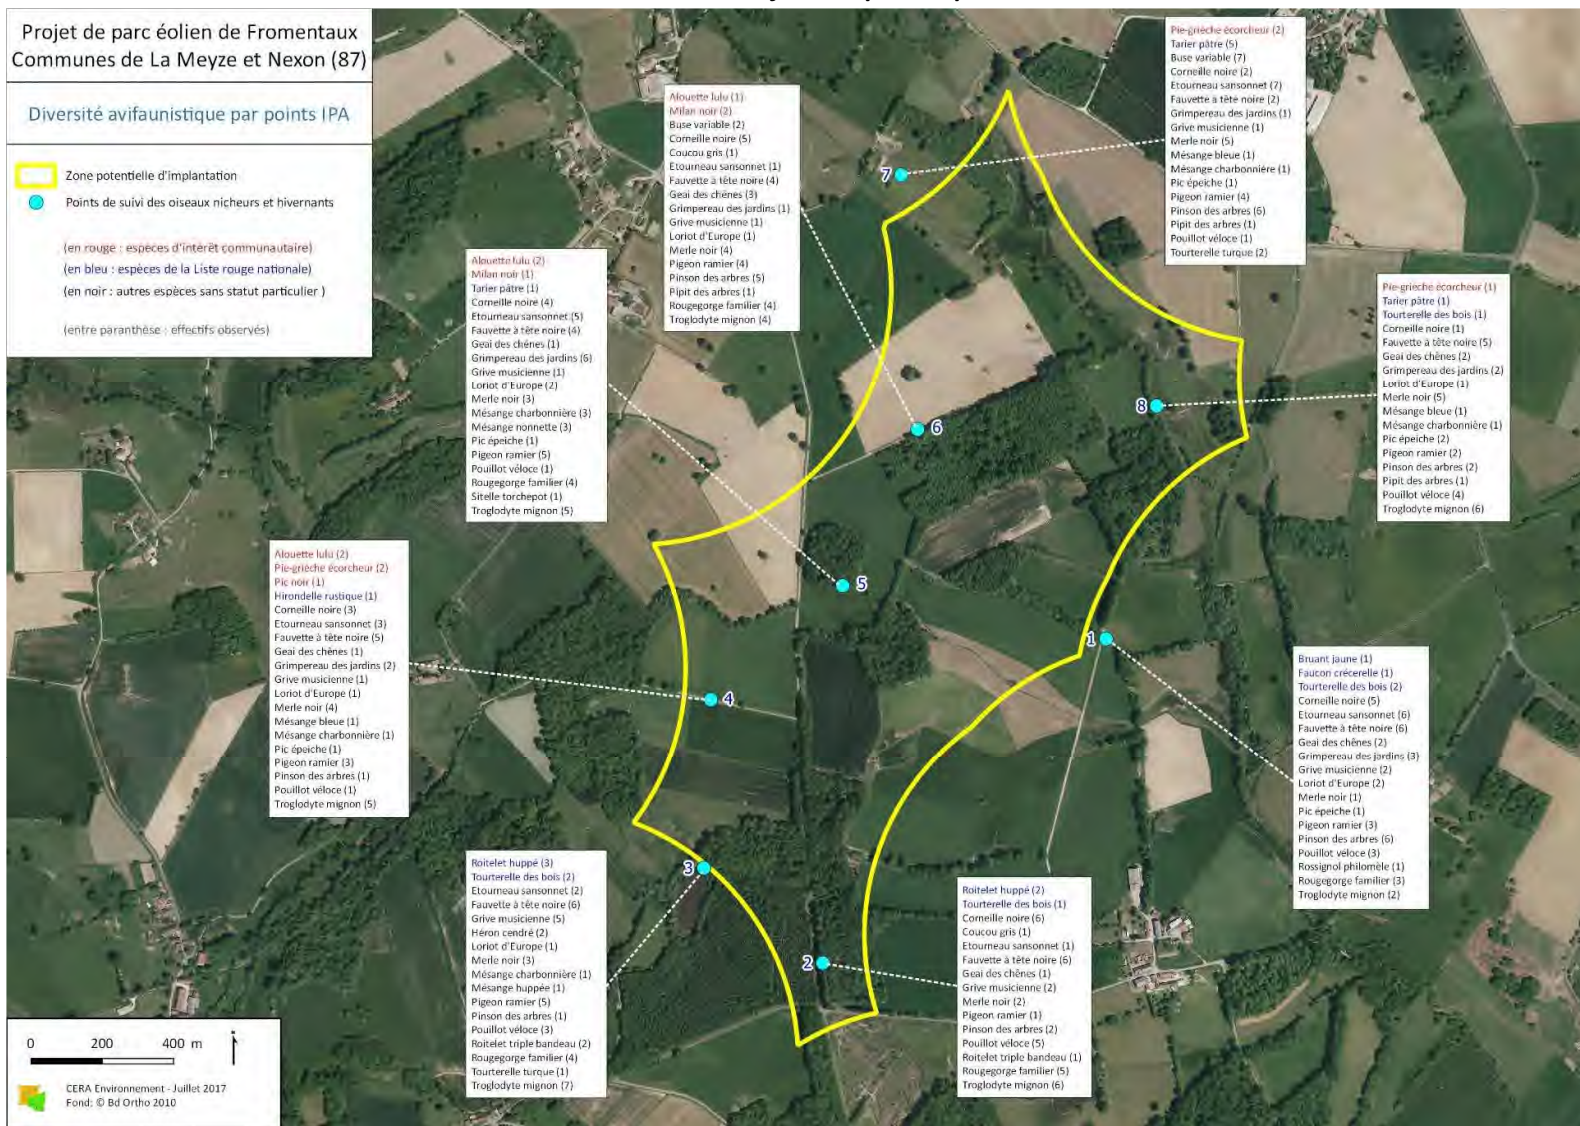 Projet de parc éolien de Fromentaux
Communes de La Meyze et Nexon (87)
Diversité avifaunistique par points IPA
Zone potentielle d'implantation
Points de suivi des oiseaux nicheurs et hivernants
(en rouge : espèces d'intérêt communautaire)
(en bleu : espèces de la Liste rouge nationale)
(en noir : autres espèces sans statut particulier )
(entre paranthèse : effectifs observés)
Alouette lulu (1)
Milan noir (2)
Buse variable (2)
Corneille noire (5)
Coucou gris (1)
Etourneau sansonnet (1)
Fauvette à tête noire (4)
Geai des chênes (3)
Grimpereau des jardins (1)
Grive musicienne (1)
Loriot d'Europe (1)
Merle noir (4)
Pigeon ramier (4)
Pinson des arbres (5)
Pipit des arbres (1)
Rougegorge familier (4)
Troglodyte mignon (4)
Pie-grièche écorcheur (2)
Tarier pâtre (5)
Buse variable (7)
Corneille noire (2)
Etourneau sansonnet (7)
Fauvette à tête noire (2)
Grimpereau des jardins (1)
Grive musicienne (1)
Merle noir (5)
Mésange bleue (1)
Mésange charbonnière (1)
Pic épeiche (1)
Pigeon ramier (4)
Pinson des arbres (6)
Pipit des arbres (1)
Pouillot véloce (1)
Tourterelle turque (2)
Alouette lulu (2)
Milan noir (1)
Tarier pâtre (1)
Corneille noire (4)
Etourneau sansonnet (5)
Fauvette à tête noire (4)
Geai des chênes (1)
Grimpereau des jardins (6)
Grive musicienne (1)
Loriot d'Europe (2)
Merle noir (3)
Mésange charbonnière (3)
Mésange nonnette (3)
Pic épeiche (1)
Pigeon ramier (5)
Pouillot véloce (1)
Rougegorge familier (4)
Sitelle torchepot (1)
Troglodyte mignon (5)
Pie-grièche écorcheur (1)
Tarier pâtre (1)
Tourterelle des bois (1)
Corneille noire (1)
Fauvette à tête noire (5)
Geai des chênes (2)
Grimpereau des jardins (2)
Loriot d'Europe (1)
Merle noir (5)
Mésange bleue (1)
Mésange charbonnière (1)
Pic épeiche (2)
Pigeon ramier (2)
Pinson des arbres (2)
Pipit des arbres (1)
Pouillot véloce (4)
Troglodyte mignon (6)
Alouette lulu (2)
Pie-grièche écorcheur (2)
Pic noir (1)
Hirondelle rustique (1)
Corneille noire (3)
Etourneau sansonnet (3)
Fauvette à tête noire (5)
Geai des chênes (1)
Grimpereau des jardins (2)
Grive musicienne (1)
Loriot d'Europe (1)
Merle noir (4)
Mésange bleue (1)
Mésange charbonnière (1)
Pic épeiche (1)
Pigeon ramier (3)
Pinson des arbres (1)
Pouillot véloce (1)
Troglodyte mignon (5)
Bruant jaune (1)
Faucon crécerelle (1)
Tourterelle des bois (2)
Corneille noire (5)
Etourneau sansonnet (6)
Fauvette à tête noire (6)
Geai des chênes (2)
Grimpereau des jardins (3)
Grive musicienne (2)
Loriot d'Europe (2)
Merle noir (1)
Pic épeiche (1)
Pigeon ramier (3)
Pinson des arbres (6)
Pouillot véloce (3)
Rossignol philomèle (1)
Rougegorge familier (3)
Troglodyte mignon (2)
Roitelet huppé (3)
Tourterelle des bois (2)
Etourneau sansonnet (2)
Fauvette à tête noire (6)
Grive musicienne (5)
Héron cendré (2)
Loriot d'Europe (1)
Merle noir (3)
Mésange charbonnière (1)
Mésange huppée (1)
Pigeon ramier (5)
Pinson des arbres (1)
Pouillot véloce (3)
Roitelet triple bandeau (2)
Rougegorge familier (4)
Tourterelle turque (1)
Troglodyte mignon (7)
Roitelet huppé (2)
Tourterelle des bois (1)
Corneille noire (6)
Coucou gris (1)
Etourneau sansonnet (1)
Fauvette à tête noire (6)
Geai des chênes (1)
Grive musicienne (2)
Merle noir (2)
Pigeon ramier (1)
Pinson des arbres (2)
Pouillot véloce (5)
Roitelet triple bandeau (1)
Rougegorge familier (5)
Troglodyte mignon (6)
7
8
6
5
1
4
3
2
0 200 400 m
CERA Environnement - Juillet 2017
Fond: © Bd Ortho 2010